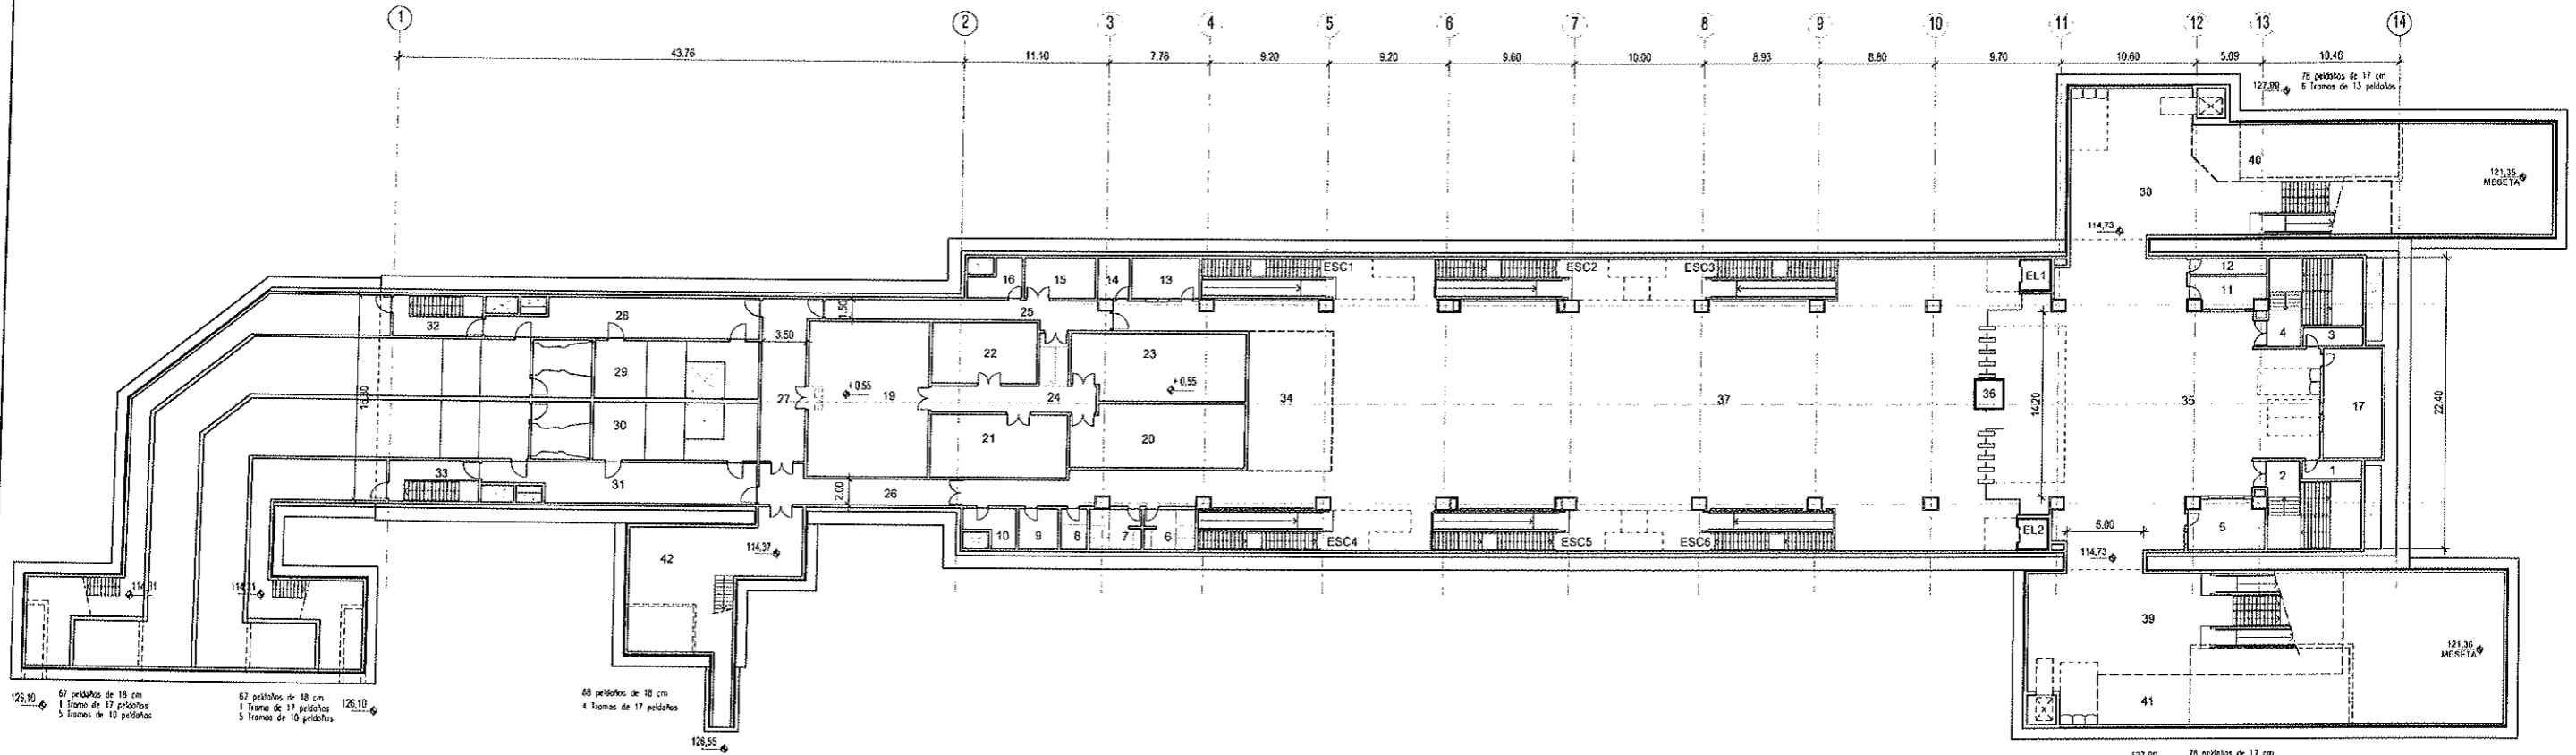 1 2 3 4 5 6 7 8 9 10 11 12 13 14
43.76 11.10 7.78 9.20 9.20 9.60 10.00 8.93 8.80 9.70 10.60 5.09 10.46
127,99 78 peldaños de 17 cm
6 Tramos de 13 peldaños
40
121,36
MESETA
38
114,73
16 15 14 13 ESC1 ESC2 ESC3 EL1 12
11
32 28 25 1.50
3.50 4 3
22 23
29
+ 0.55 + 0,55
16.80 27 19 24 34 37 36 14.20 35 17 22.40
30 21 20
33 31 26 2.00 2 1
10 9 8 7 6 ESC4 ESC5 ESC6 EL2 6.00 5
114,37 114,73
42
39
121,36
MESETA
41
126,10 67 peldaños de 18 cm
1 Tramo de 17 peldaños
5 Tramos de 10 peldaños
67 peldaños de 18 cm
1 Tramo de 17 peldaños
5 Tramos de 10 peldaños
126,10
68 peldaños de 18 cm
4 Tramos de 17 peldaños
126,55
78 peldaños de 17 cm